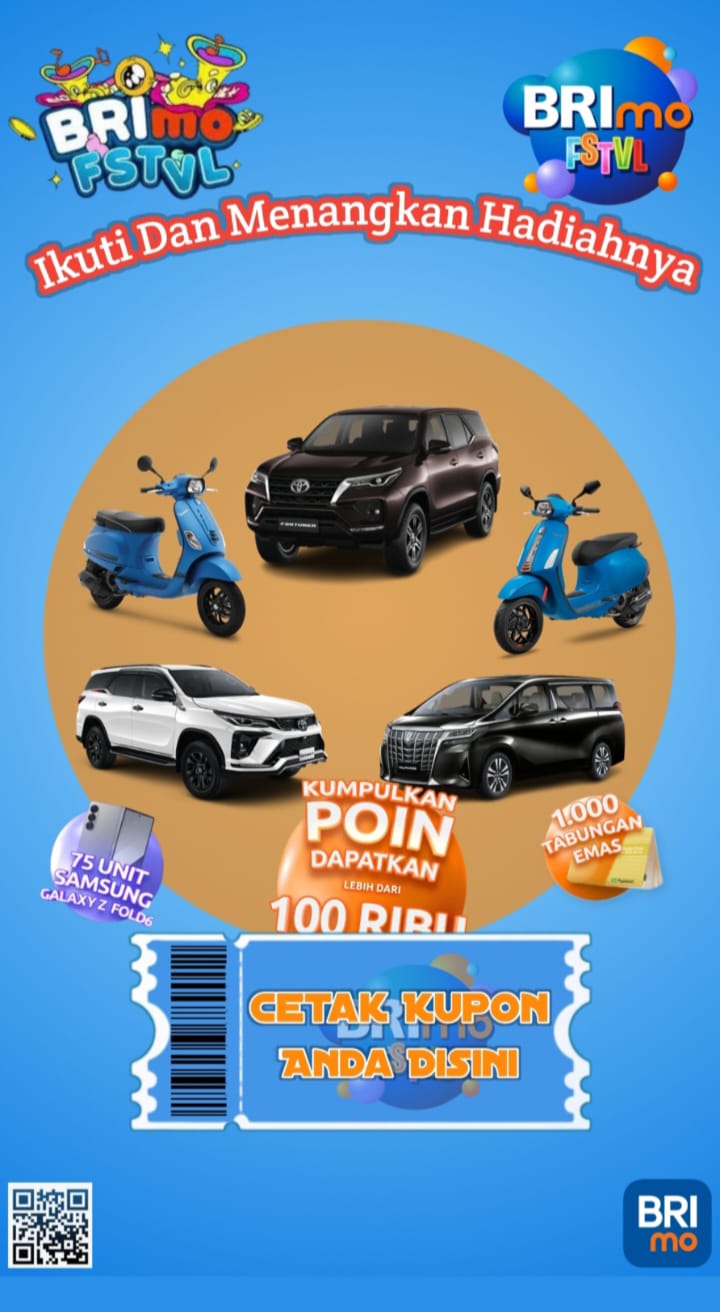 BRImo
FSTVL
BRImo
FSTVL
Ikuti Dan Menangkan Hadiahnya
FORTUNER
KUMPULKAN
POIN
DAPATKAN
LEBIH DARI
100 RIBU
75 UNIT
SAMSUNG
GALAXY Z FOLD6
1.000
TABUNGAN
EMAS
CETAK KUPON
ANDA DISINI
BRI
mo